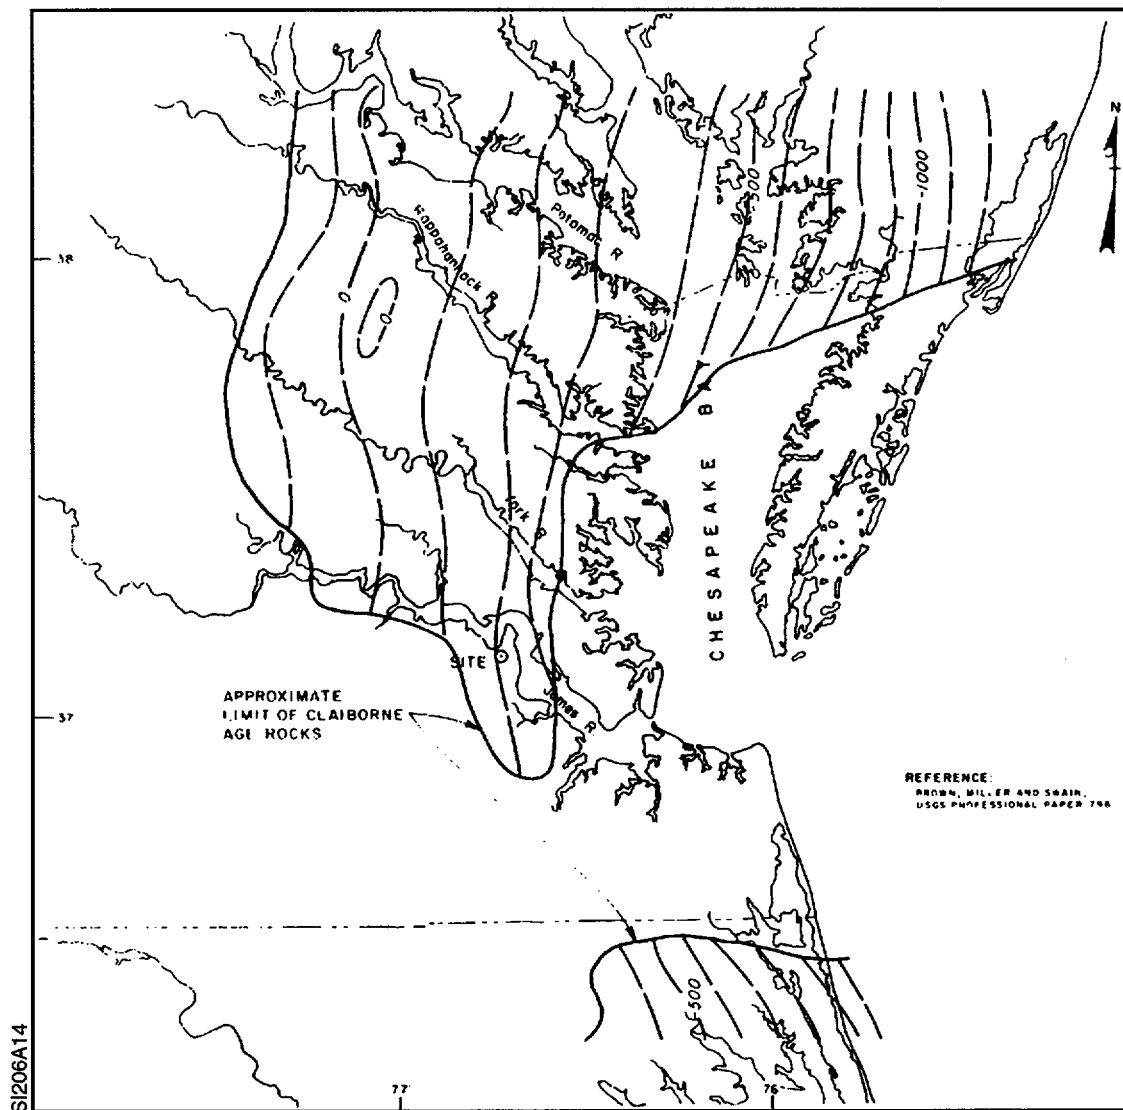 N
-1000
-500
Potomac R
Rappahannock R
38
0
0
CHESAPEAKE BAY
York R
SITE
James R
APPROXIMATE
LIMIT OF CLAIBORNE
AGE ROCKS
37
REFERENCE:
BROWN, MILLER AND SWAIN,
USGS PROFESSIONAL PAPER 796
-500
77
76
SI206A14